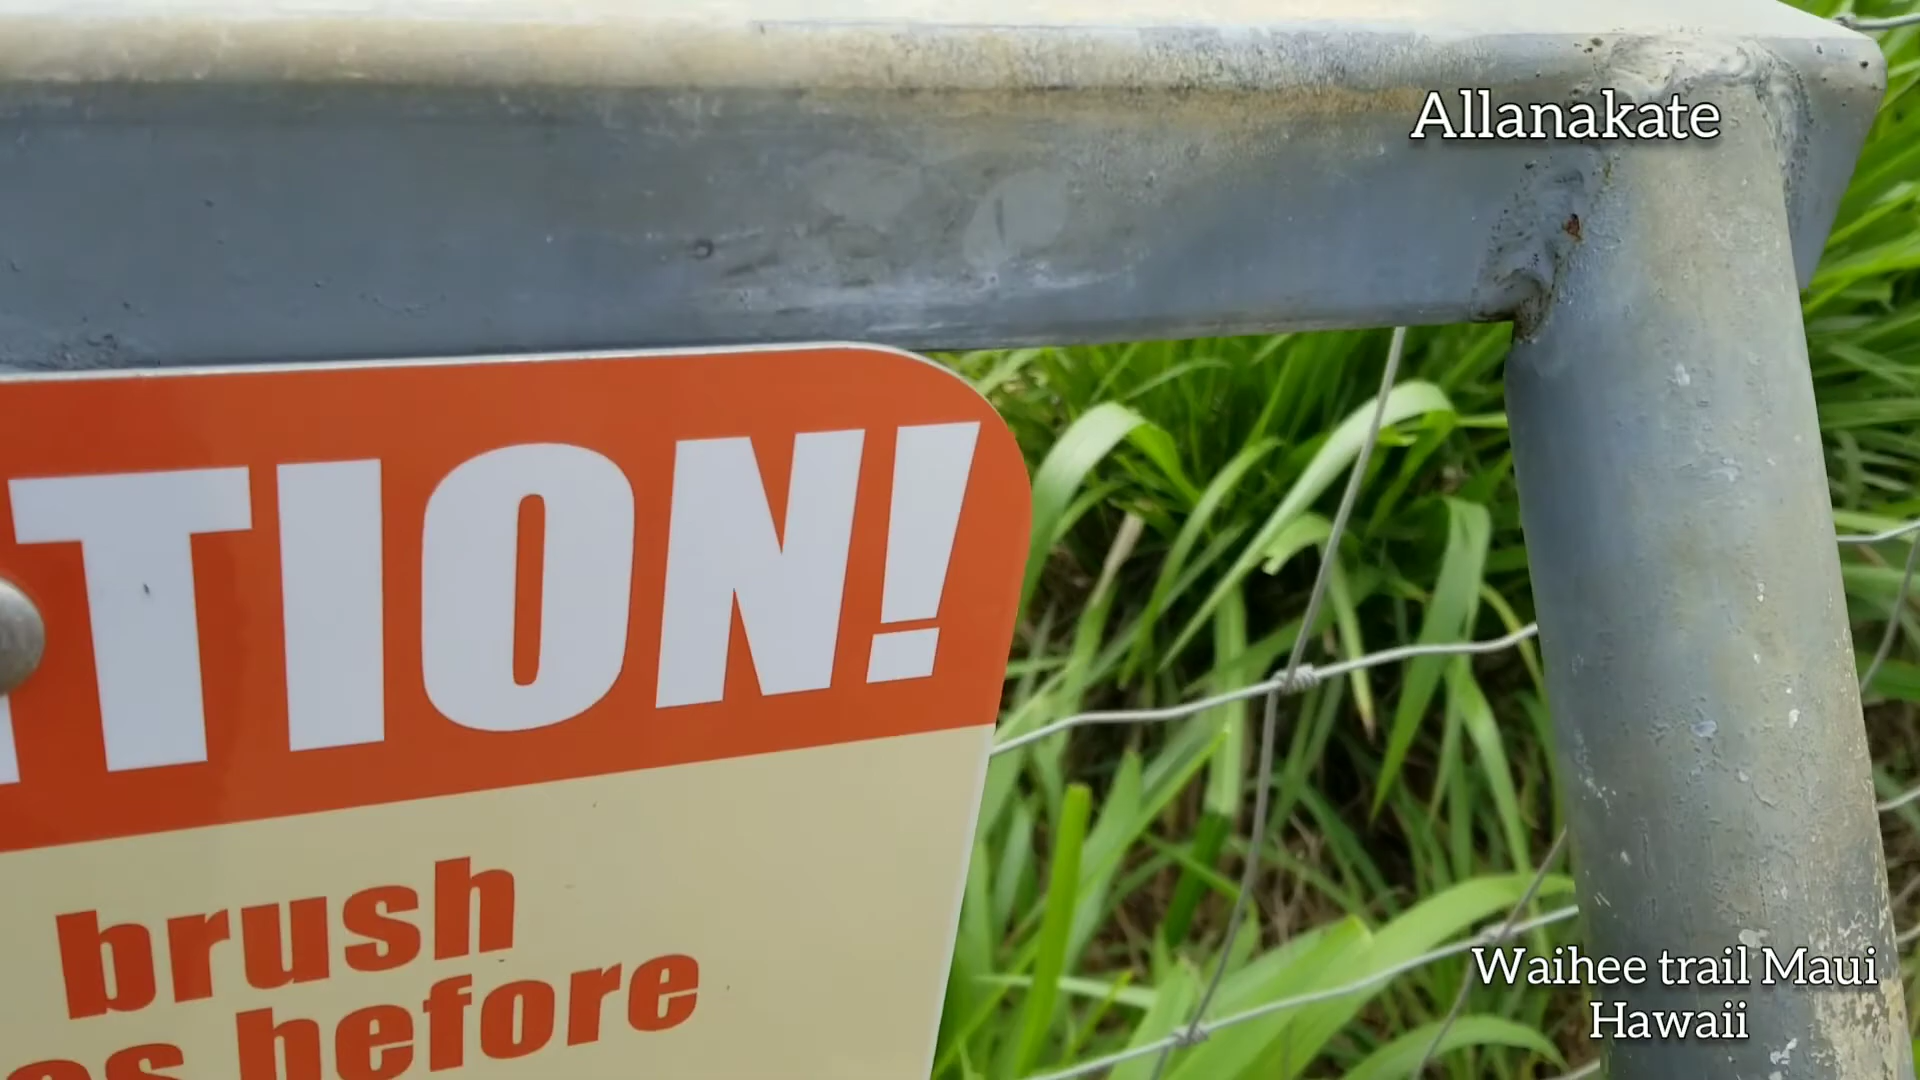 Allanakate
TION!
brush
before
Waihee trail Maui
Hawaii